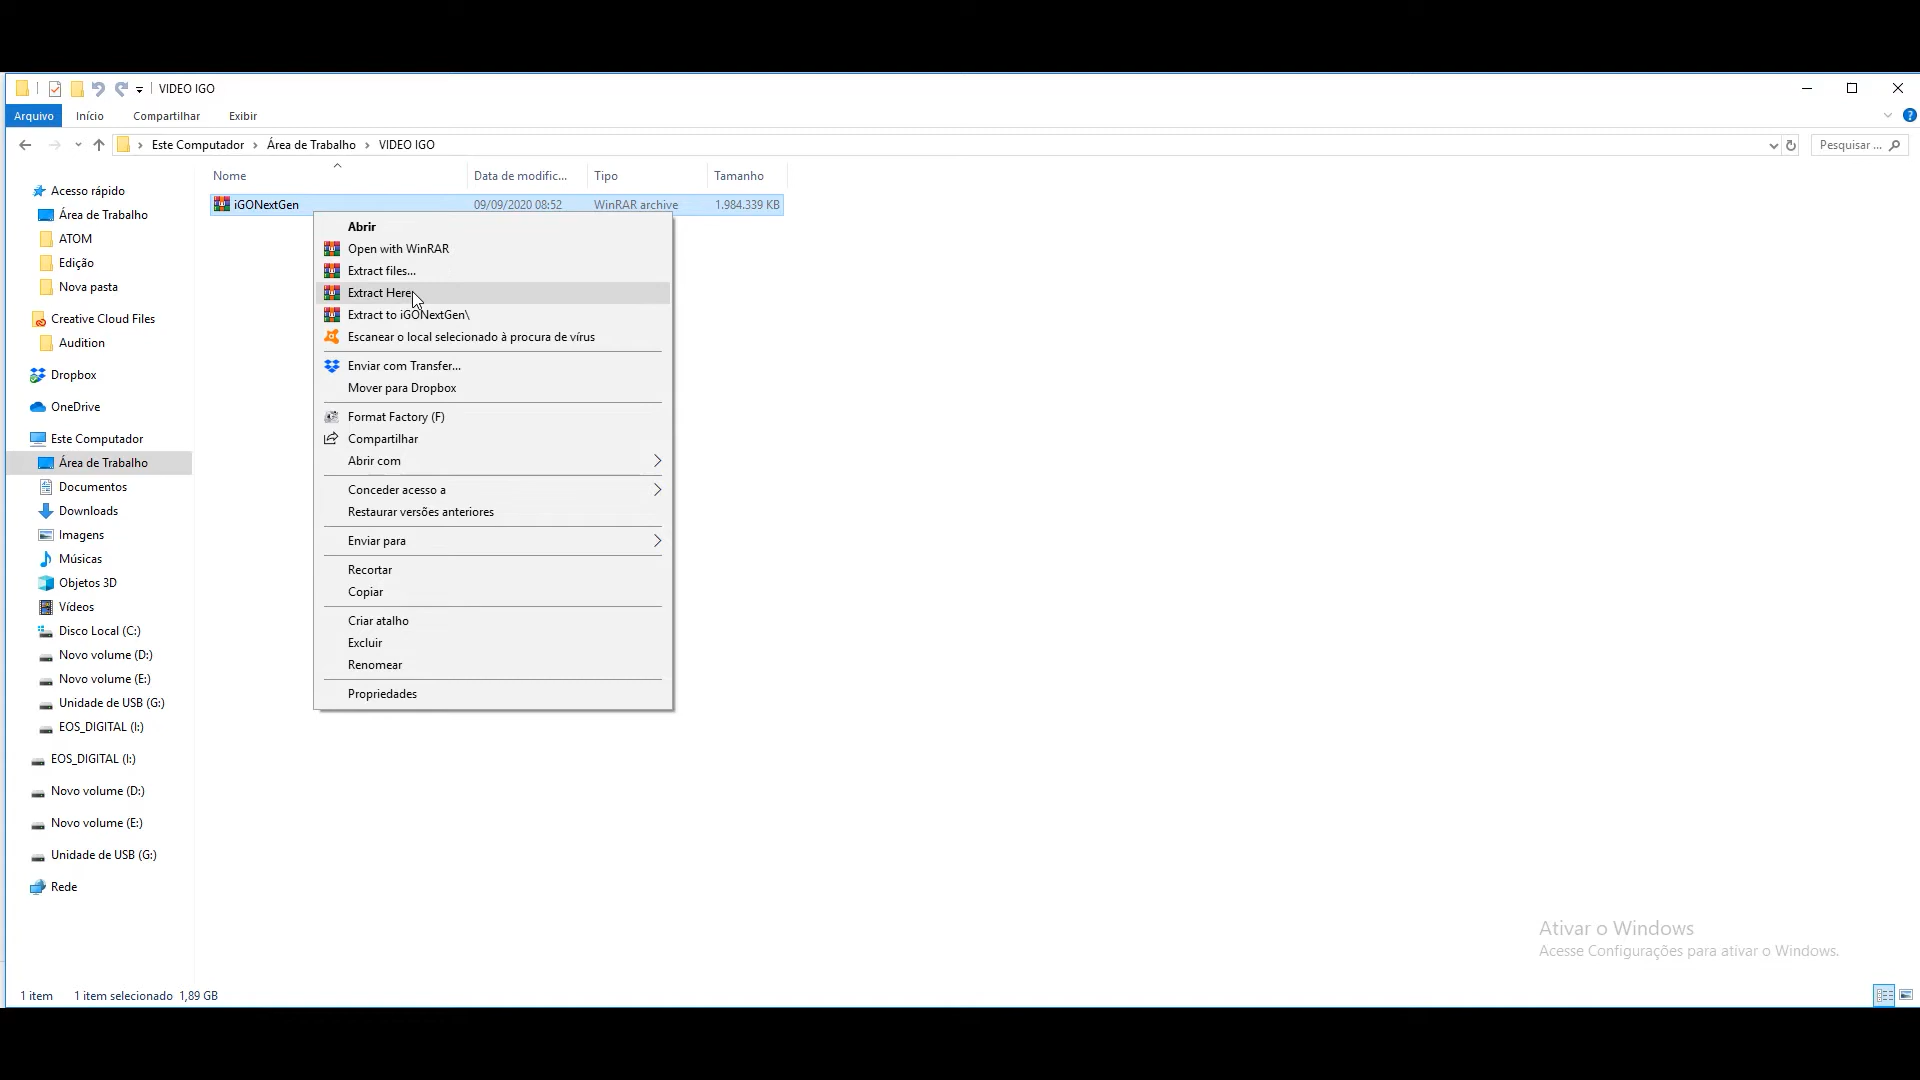 VIDEO IGO
Arquivo Início Compartilhar Exibir
Este Computador Área de Trabalho VIDEO IGO
Pesquisar ...
Nome Data de modific... Tipo Tamanho
iGONextGen 09/09/2020 08:52 WinRAR archive 1.984.339 KB
Acesso rápido
Área de Trabalho
ATOM
Edição
Nova pasta
Creative Cloud Files
Audition
Dropbox
OneDrive
Este Computador
Área de Trabalho
Documentos
Downloads
Imagens
Músicas
Objetos 3D
Vídeos
Disco Local (C:)
Novo volume (D:)
Novo volume (E:)
Unidade de USB (G:)
EOS_DIGITAL (I:)
EOS_DIGITAL (I:)
Novo volume (D:)
Novo volume (E:)
Unidade de USB (G:)
Rede
Abrir
Open with WinRAR
Extract files...
Extract Here
Extract to iGONextGen\
Escanear o local selecionado à procura de vírus
Enviar com Transfer...
Mover para Dropbox
Format Factory (F)
Compartilhar
Abrir com
Conceder acesso a
Restaurar versões anteriores
Enviar para
Recortar
Copiar
Criar atalho
Excluir
Renomear
Propriedades
Ativar o Windows
Acesse Configurações para ativar o Windows.
1 item 1 item selecionado 1,89 GB